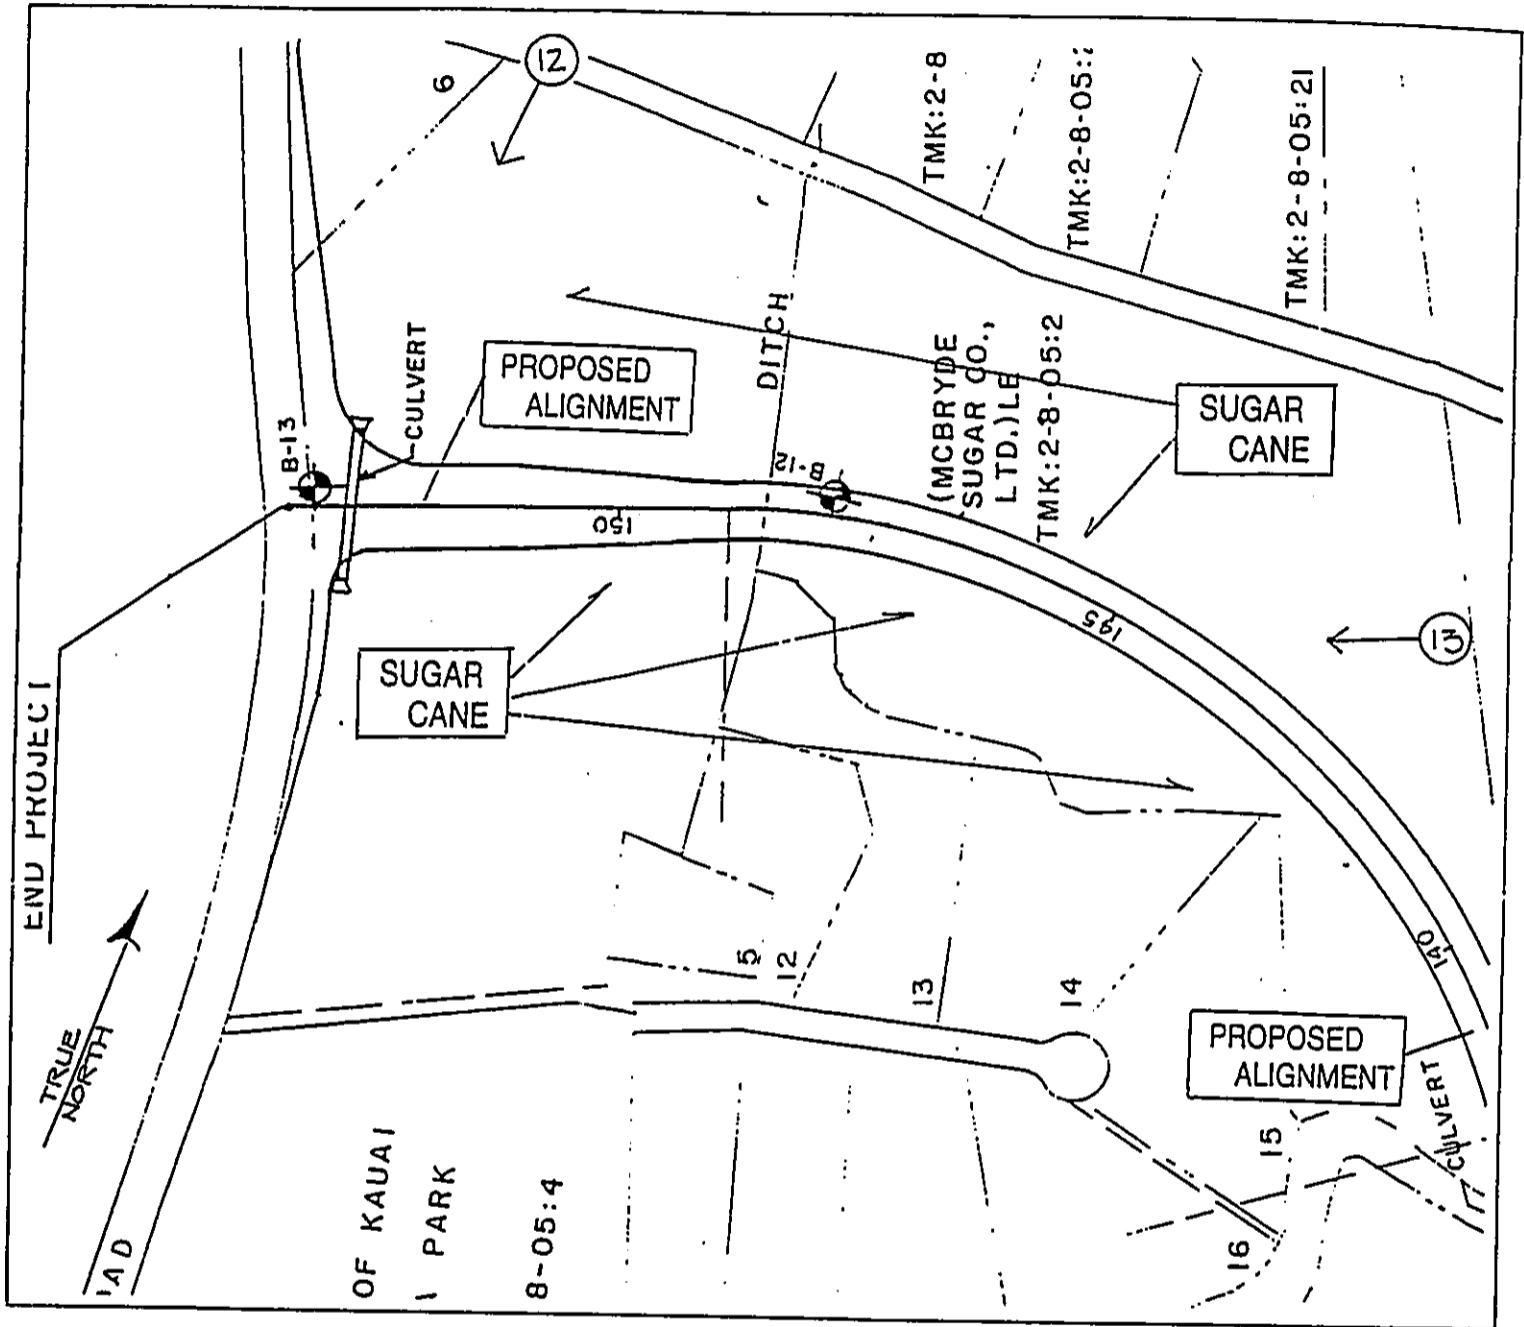 END PROJECT
12
6
TMK:2-8
TMK:2-8-05:
TMK:2-8-05:21
B-13
CULVERT
PROPOSED
ALIGNMENT
DITCH
(MCBRYDE
SUGAR CO.,
LTD.)LE
TMK:2-8-05:2
SUGAR
CANE
B-12
150
145
13
SUGAR
CANE
TRUE
NORTH
15
12
13
14
140
PROPOSED
ALIGNMENT
CULVERT
15
16
AD
OF KAUAI
PARK
8-05:4